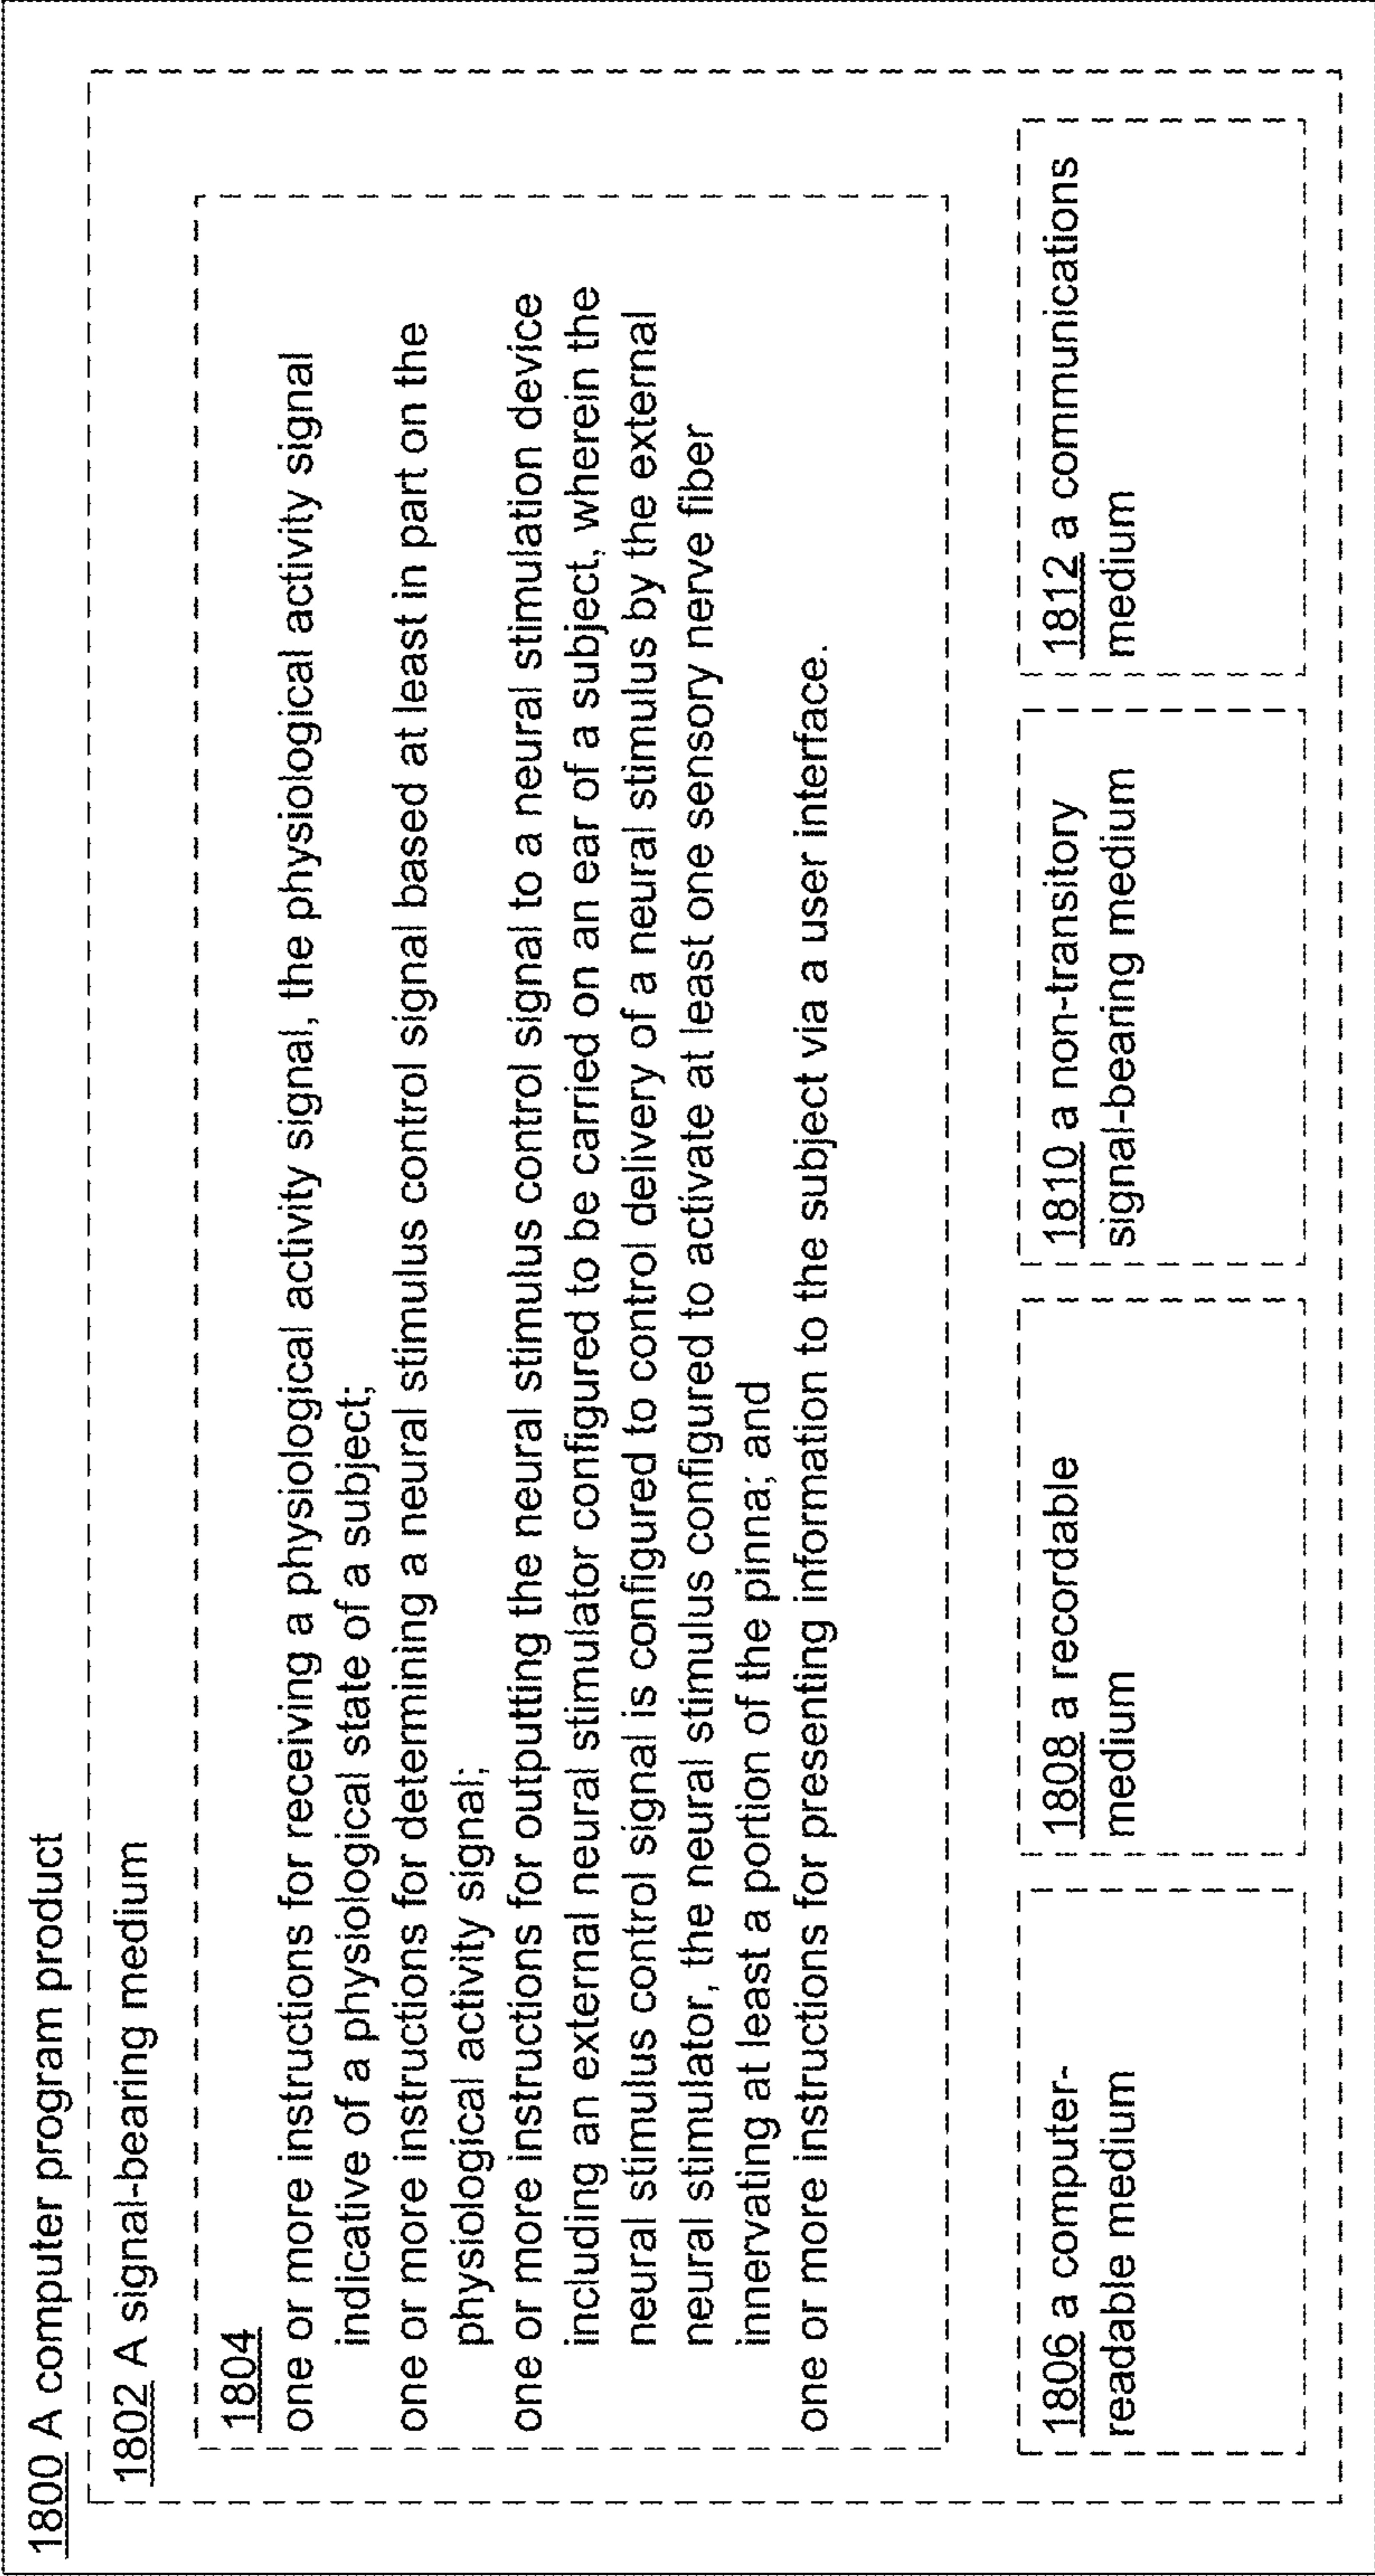 1800 A computer program product
1802 A signal-bearing medium
1804
one or more instructions for receiving a physiological activity signal, the physiological activity signal
indicative of a physiological state of a subject;
one or more instructions for determining a neural stimulus control signal based at least in part on the
physiological activity signal;
one or more instructions for outputting the neural stimulus control signal to a neural stimulation device
including an external neural stimulator configured to be carried on an ear of a subject, wherein the
neural stimulus control signal is configured to control delivery of a neural stimulus by the external
neural stimulator, the neural stimulus configured to activate at least one sensory nerve fiber
innervating at least a portion of the pinna; and
one or more instructions for presenting information to the subject via a user interface.
1806 a computer-
readable medium
1808 a recordable
medium
1810 a non-transitory
signal-bearing medium
1812 a communications
medium